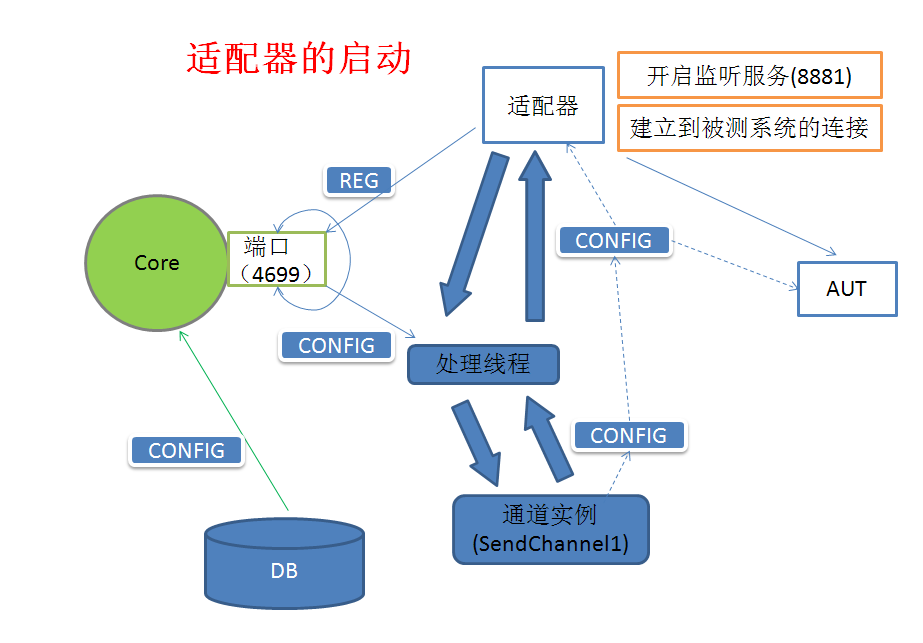 适配器的启动
适配器
开启监听服务(8881)
建立到被测系统的连接
REG
Core
端口
（4699）
CONFIG
AUT
CONFIG
处理线程
CONFIG
CONFIG
通道实例
(SendChannel1)
DB